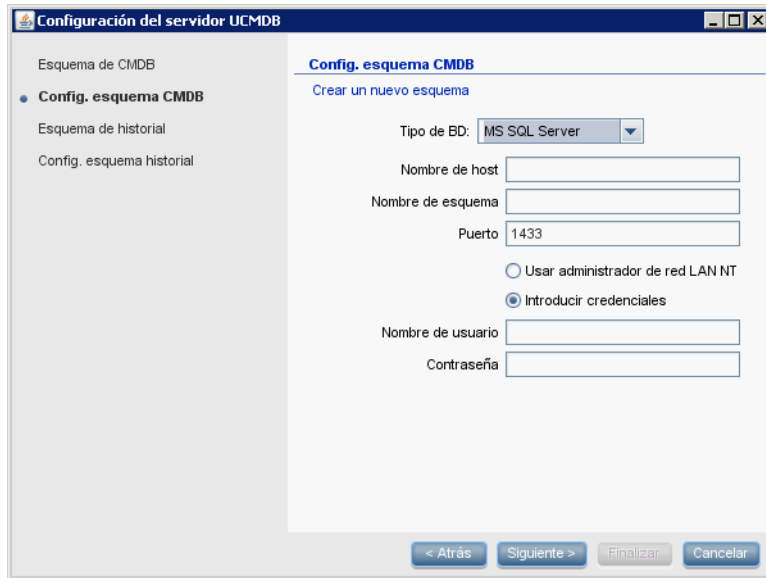 Configuración del servidor UCMDB
Esquema de CMDB
Config. esquema CMDB
Esquema de historial
Config. esquema historial
Config. esquema CMDB
Crear un nuevo esquema
Tipo de BD: MS SQL Server
Nombre de host
Nombre de esquema
Puerto 1433
Usar administrador de red LAN NT
Introducir credenciales
Nombre de usuario
Contraseña
< Atrás Siguiente > Finalizar Cancelar